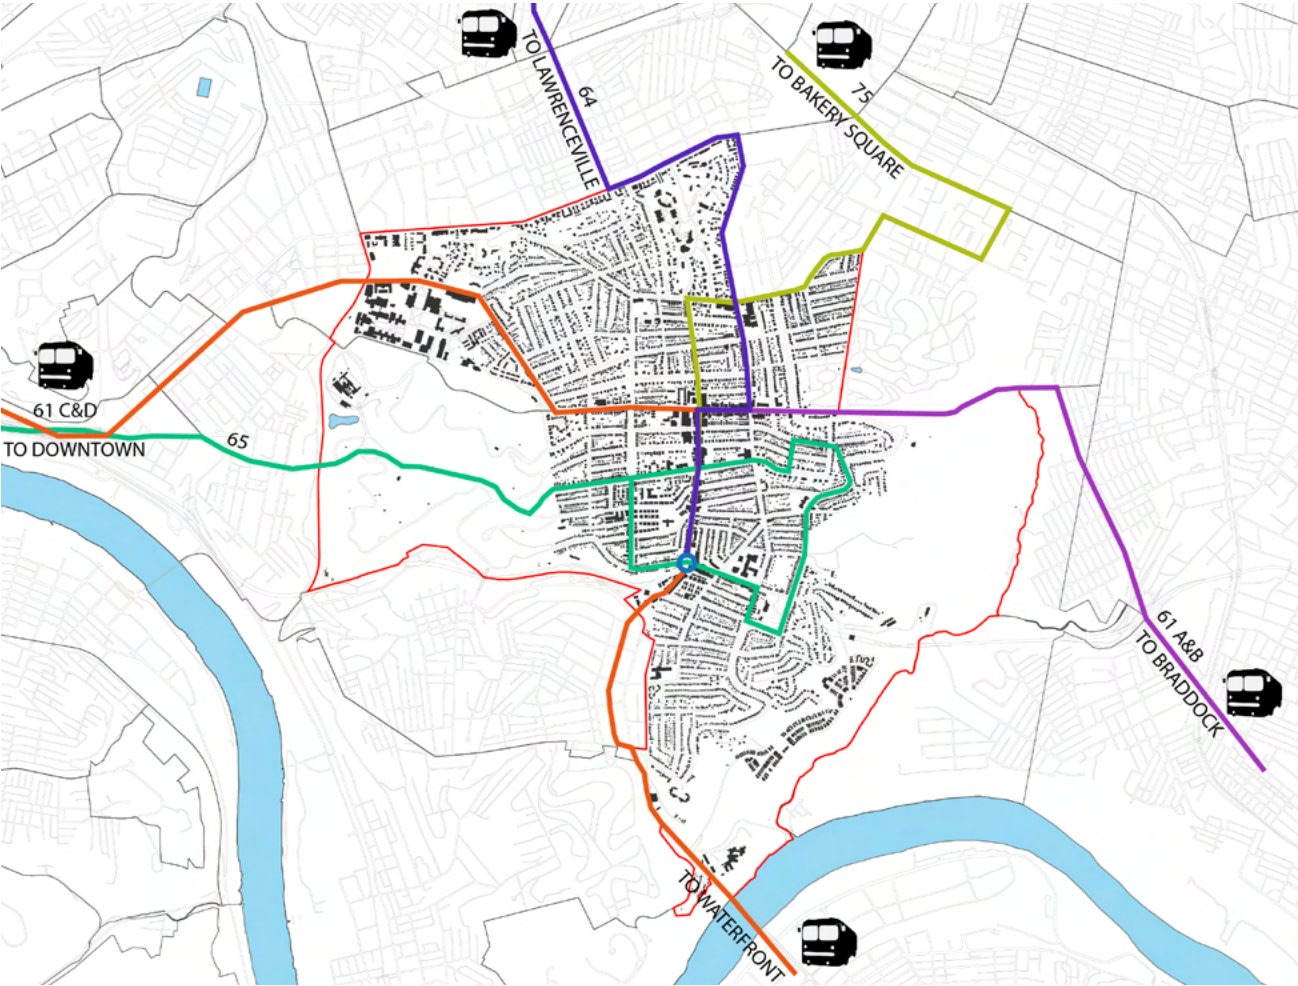 64
TO LAWRENCEVILLE
75
TO BAKERY SQUARE
61 C&D
TO DOWNTOWN
65
61 A&B
TO BRADDOCK
TO WATERFRONT